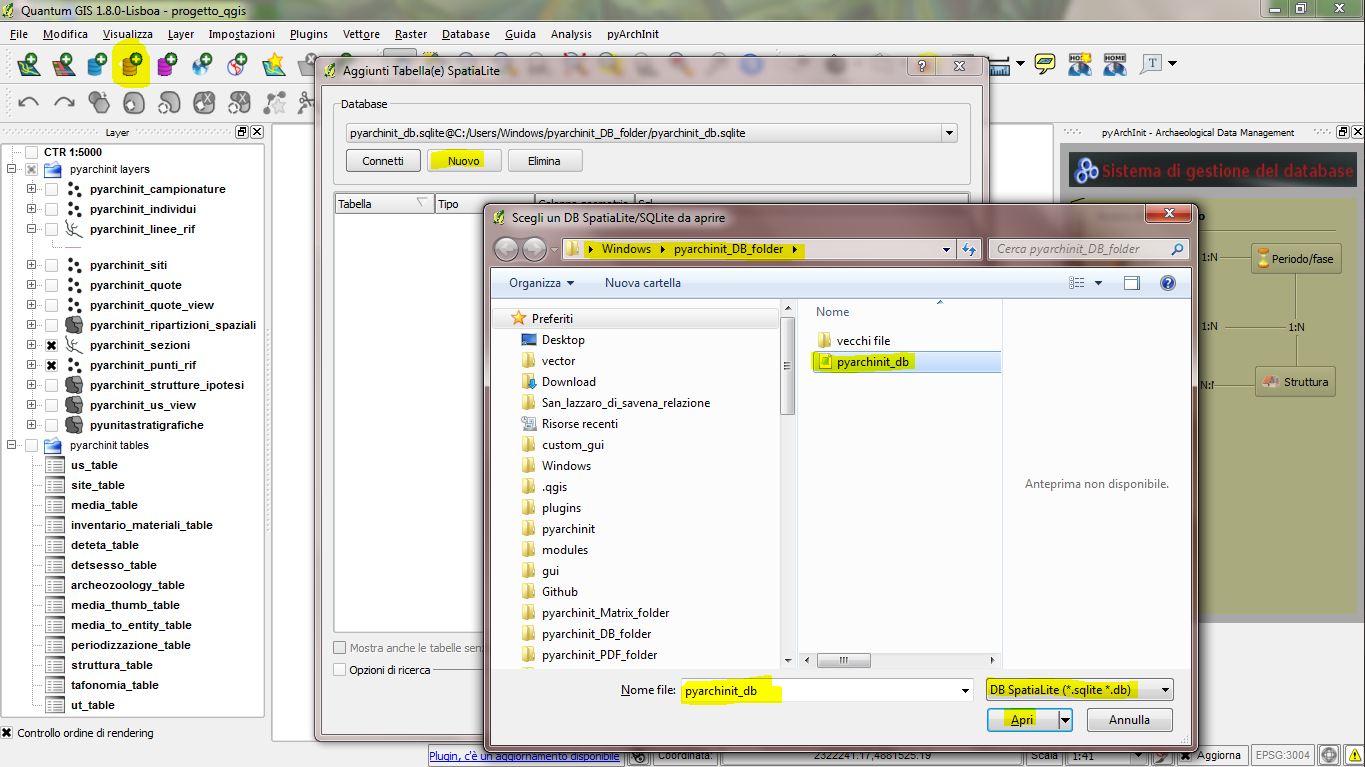 Quantum GIS 1.8.0-Lisboa - progetto_qgis
File Modifica Visualizza Layer Impostazioni Plugins Vettore Raster Database Guida Analysis pyArchInit
Layer
CTR 1:5000
pyarchinit layers
pyarchinit_campionature
pyarchinit_individui
pyarchinit_linee_rif
pyarchinit_siti
pyarchinit_quote
pyarchinit_quote_view
pyarchinit_ripartizioni_spaziali
pyarchinit_sezioni
pyarchinit_punti_rif
pyarchinit_strutture_ipotesi
pyarchinit_us_view
pyunitastratigrafiche
pyarchinit tables
us_table
site_table
media_table
inventario_materiali_table
deteta_table
detsesso_table
archeozoology_table
media_thumb_table
media_to_entity_table
periodizzazione_table
struttura_table
tafonomia_table
ut_table
Controllo ordine di rendering
Aggiunti Tabella(e) SpatiaLite
Database
pyarchinit_db.sqlite@C:/Users/Windows/pyarchinit_DB_folder/pyarchinit_db.sqlite
Connetti Nuovo Elimina
Tabella Tipo Colonna geometria Sql
Mostra anche le tabelle sen
Opzioni di ricerca
Scegli un DB SpatiaLite/SQLite da aprire
Windows pyarchinit_DB_folder
Cerca pyarchinit_DB_folder
Organizza Nuova cartella
Preferiti
Desktop
vector
Download
San_lazzaro_di_savena_relazione
Risorse recenti
custom_gui
Windows
.qgis
plugins
pyarchinit
modules
gui
Github
pyarchinit_Matrix_folder
pyarchinit_DB_folder
pyarchinit_PDF_folder
Nome
vecchi file
pyarchinit_db
Anteprima non disponibile.
Nome file: pyarchinit_db
DB SpatiaLite (*.sqlite *.db)
Apri Annulla
pyArchInit - Archaeological Data Management
Sistema di gestione del database
1:N Periodo/fase
1:N 1:N
N:N Struttura
Plugin, c'è un aggiornamento disponibile
Coordinata: 2322241.17,4881525.19 Scala 1:41 Aggiorna EPSG:3004